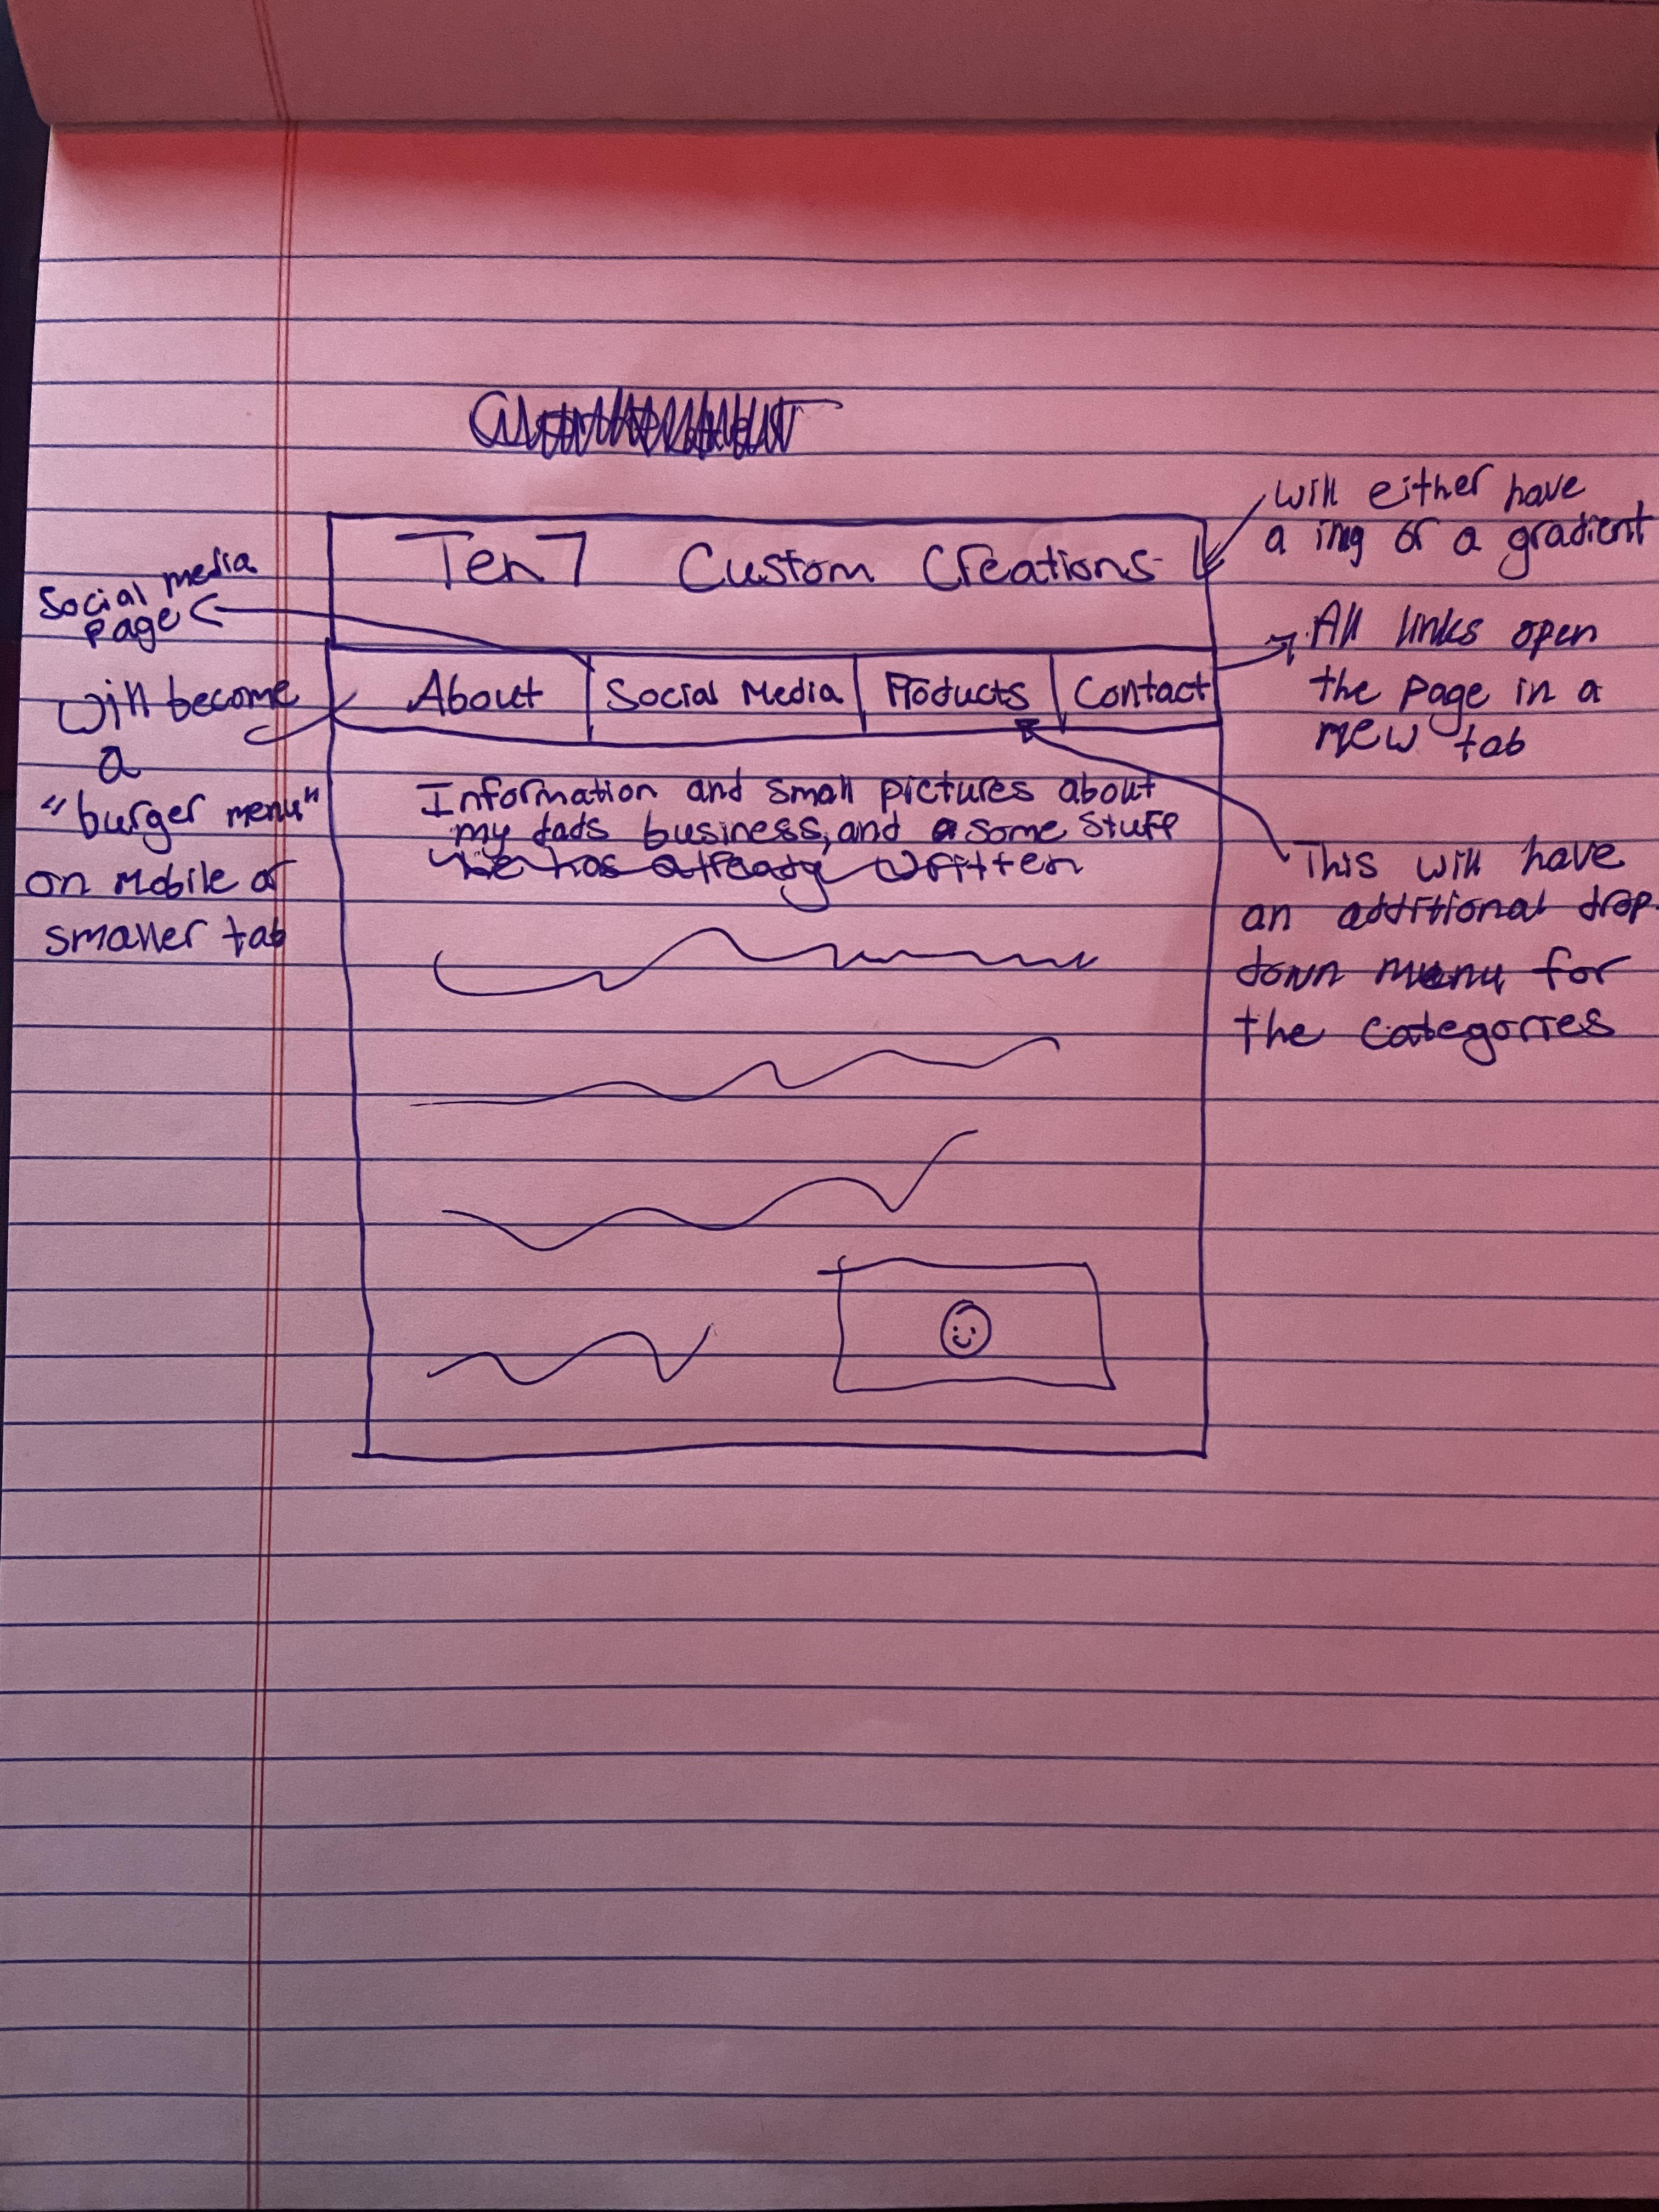 Ten7 Custom Creations
About
Social Media
Products
Contact
Information and small pictures about
my dads business, and some stuff
he has already written
will either have
a img or a gradient
Social media
page
All links open
the page in a
new tab
will become
a
"burger menu"
on mobile or
smaller tab
This will have
an additional drop
down menu for
the categorres